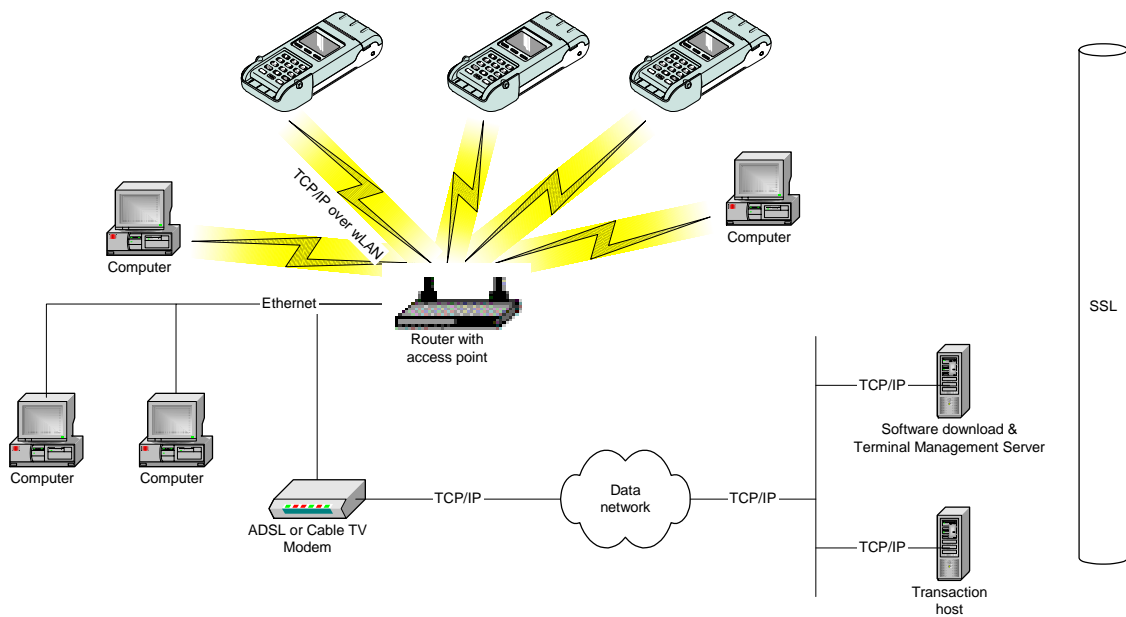 TCP/IP over wLAN
Computer
Computer
Ethernet
SSL
Router with
access point
TCP/IP
Software download &
Terminal Management Server
Computer
Computer
TCP/IP
Data
network
TCP/IP
ADSL or Cable TV
Modem
TCP/IP
Transaction
host